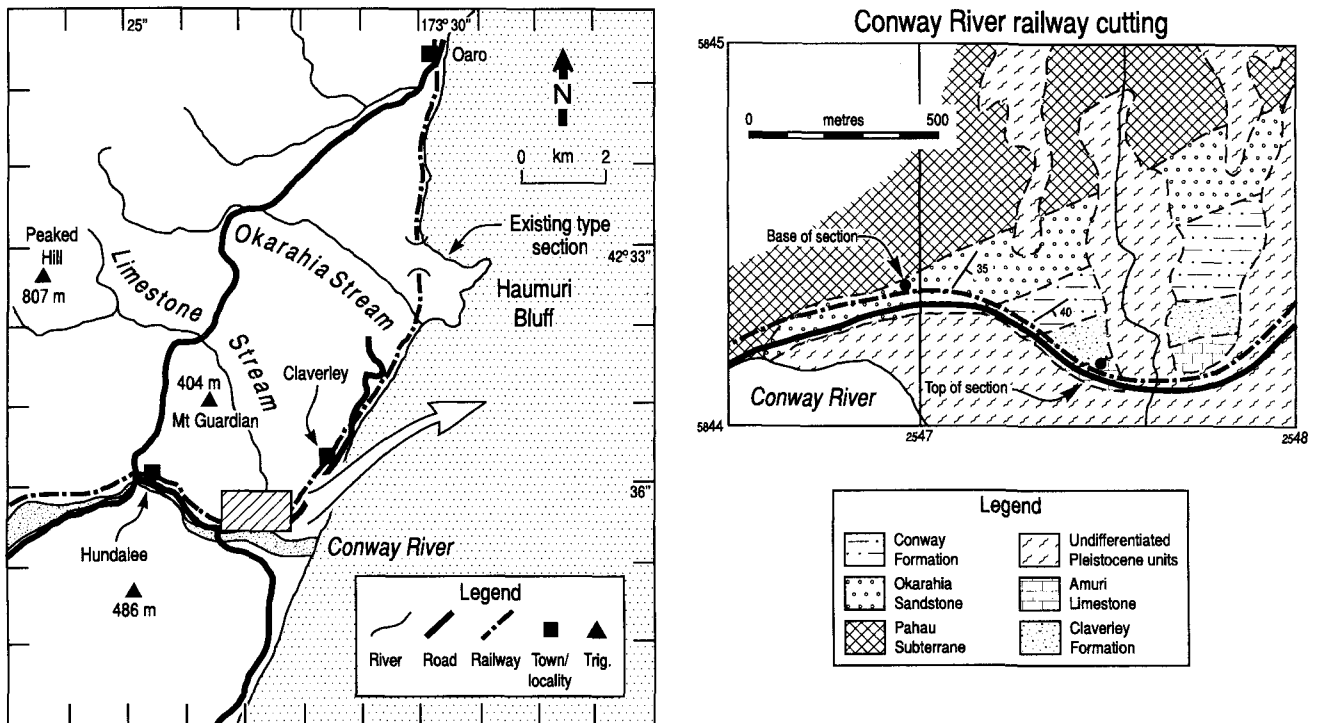 25"
173°30"
Oaro
N
0 km 2
Existing type
section
42°33"
Peaked
Hill
807 m
Limestone
Stream
Okarahia Stream
Haumuri
Bluff
404 m
Mt Guardian
Claverley
36"
Hundalee
Conway River
486 m
Legend
River
Road
Railway
Town/
locality
Trig.
Conway River railway cutting
5845
0 metres 500
Base of section
35
40
Top of section
Conway River
5844
2547
2548
Legend
Conway
Formation
Okarahia
Sandstone
Pahau
Subterrane
Undifferentiated
Pleistocene units
Amuri
Limestone
Claverley
Formation